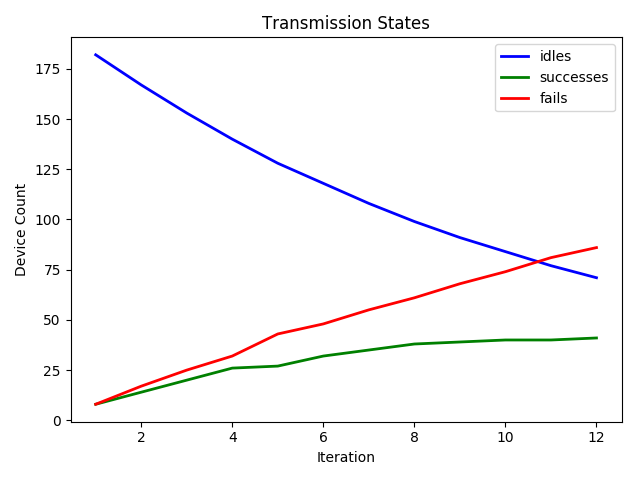 Transmission States
idles
successes
fails
Device Count
175
150
125
100
75
50
25
0
2 4 6 8 10 12
Iteration